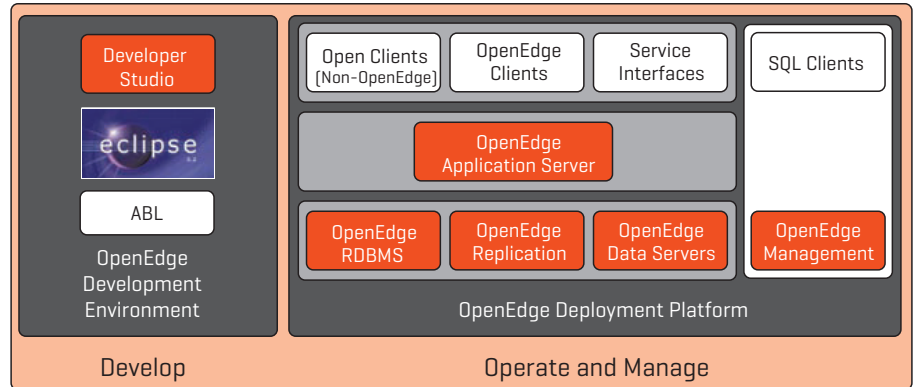 Developer
Studio
eclipse
ABL
OpenEdge
Development
Environment
Develop
Open Clients
(Non-OpenEdge)
OpenEdge
Clients
Service
Interfaces
SQL Clients
OpenEdge
Application Server
OpenEdge
RDBMS
OpenEdge
Replication
OpenEdge
Data Servers
OpenEdge
Management
OpenEdge Deployment Platform
Operate and Manage